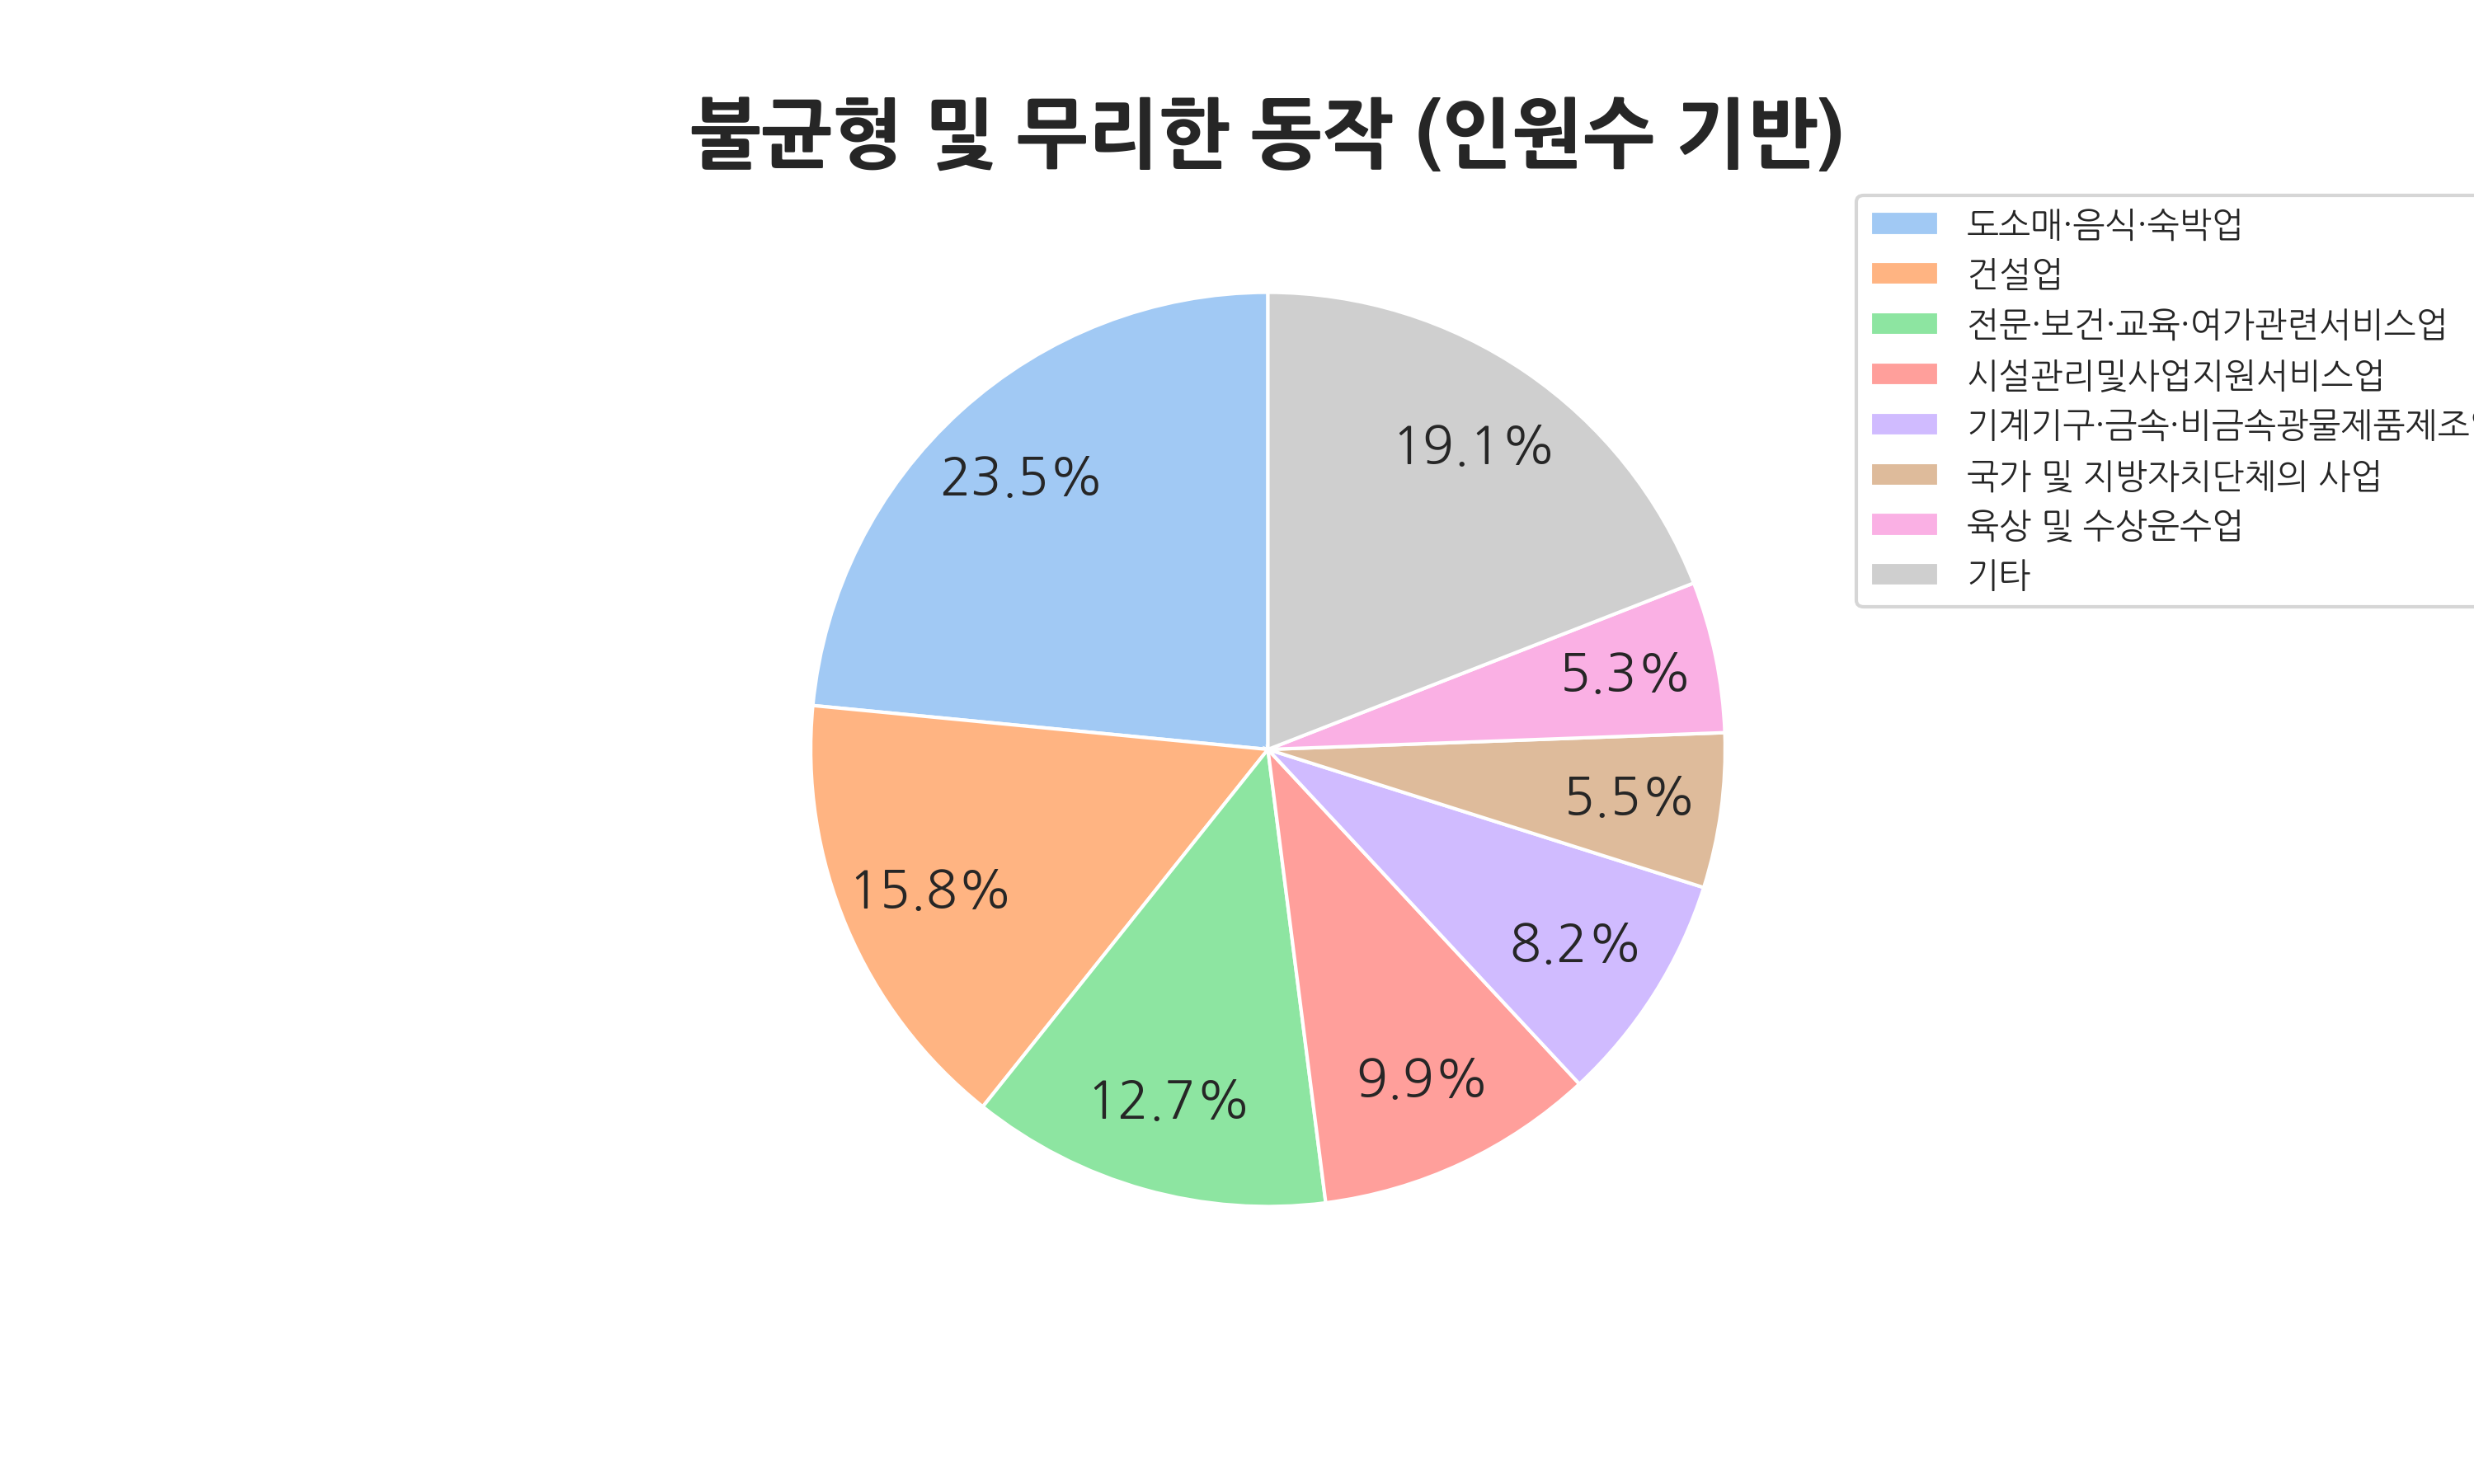 불균형 및 무리한 동작 (인원수 기반)
도소매·음식·숙박업
건설업
전문·보건·교육·여가관련서비스업
시설관리및사업지원서비스업
기계기구·금속·비금속광물제품제조
국가 및 지방자치단체의 사업
육상 및 수상운수업
기타
19.1%
23.5%
5.3%
5.5%
15.8%
8.2%
9.9%
12.7%